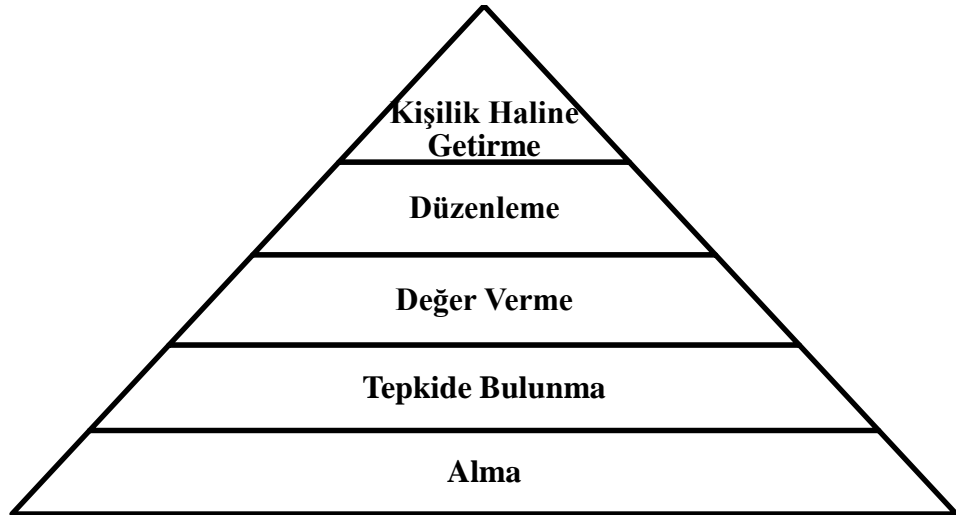 Kişilik Haline
Getirme
Düzenleme
Değer Verme
Tepkide Bulunma
Alma